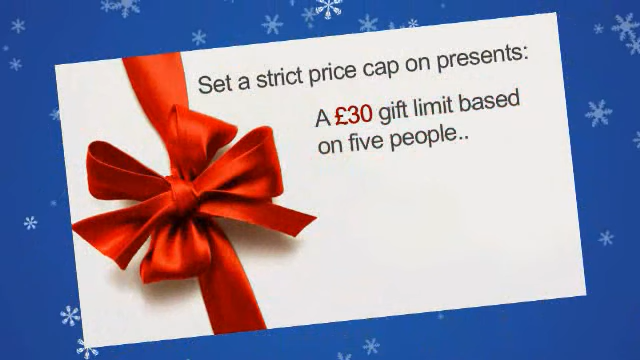 Set a strict price cap on presents:
A £30 gift limit based
on five people..